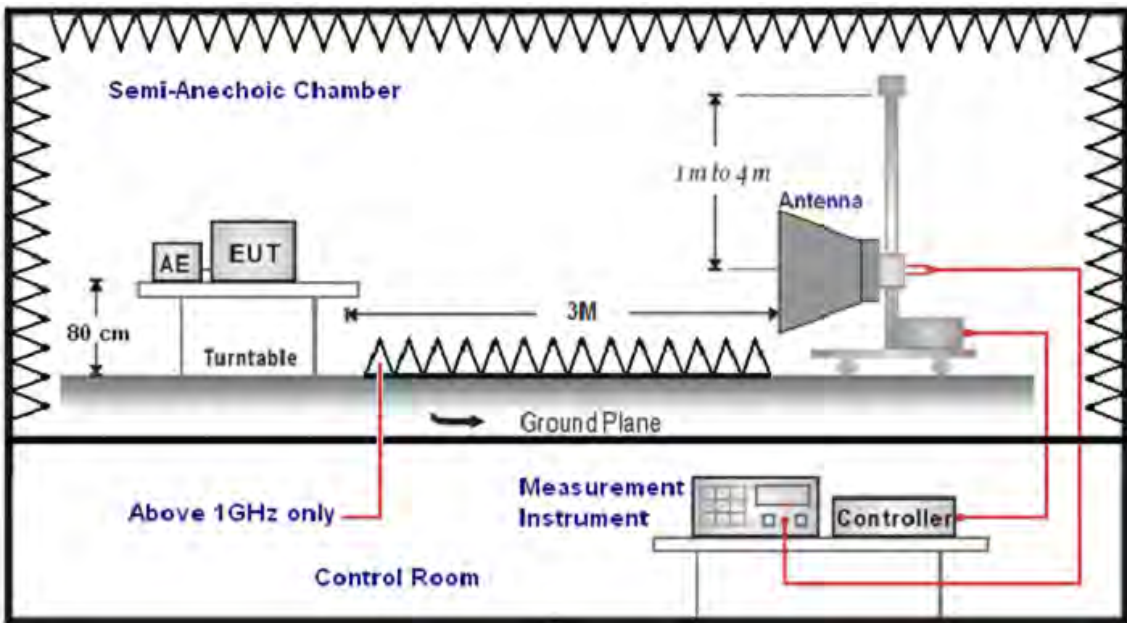 Semi-Anechoic Chamber
1 m to 4 m
Antenna
AE
EUT
3M
80 cm
Turntable
Ground Plane
Above 1GHz only
Measurement
Instrument
Controller
Control Room